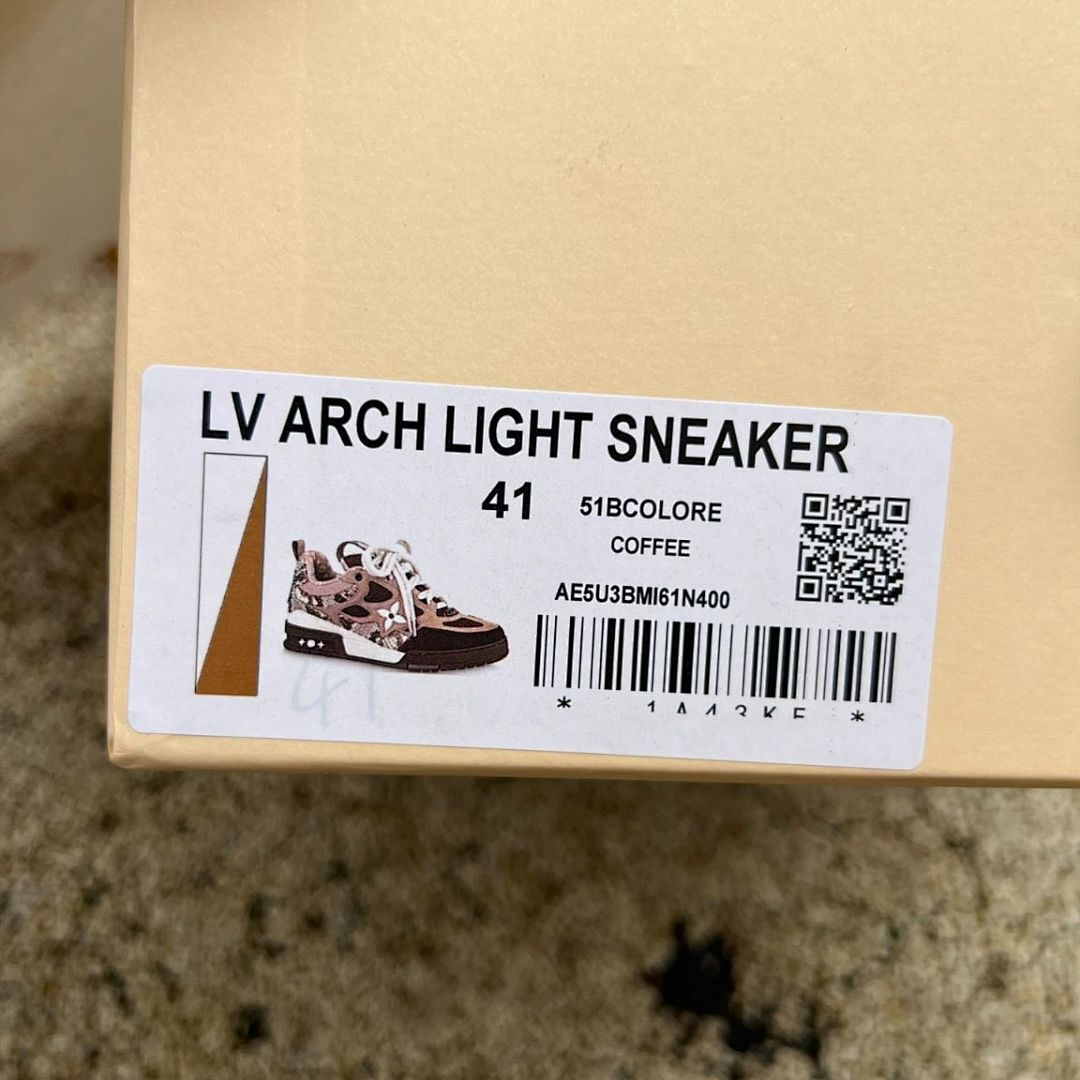 LV ARCH LIGHT SNEAKER
41 51BCOLORE
COFFEE
AE5U3BMI61N400
41